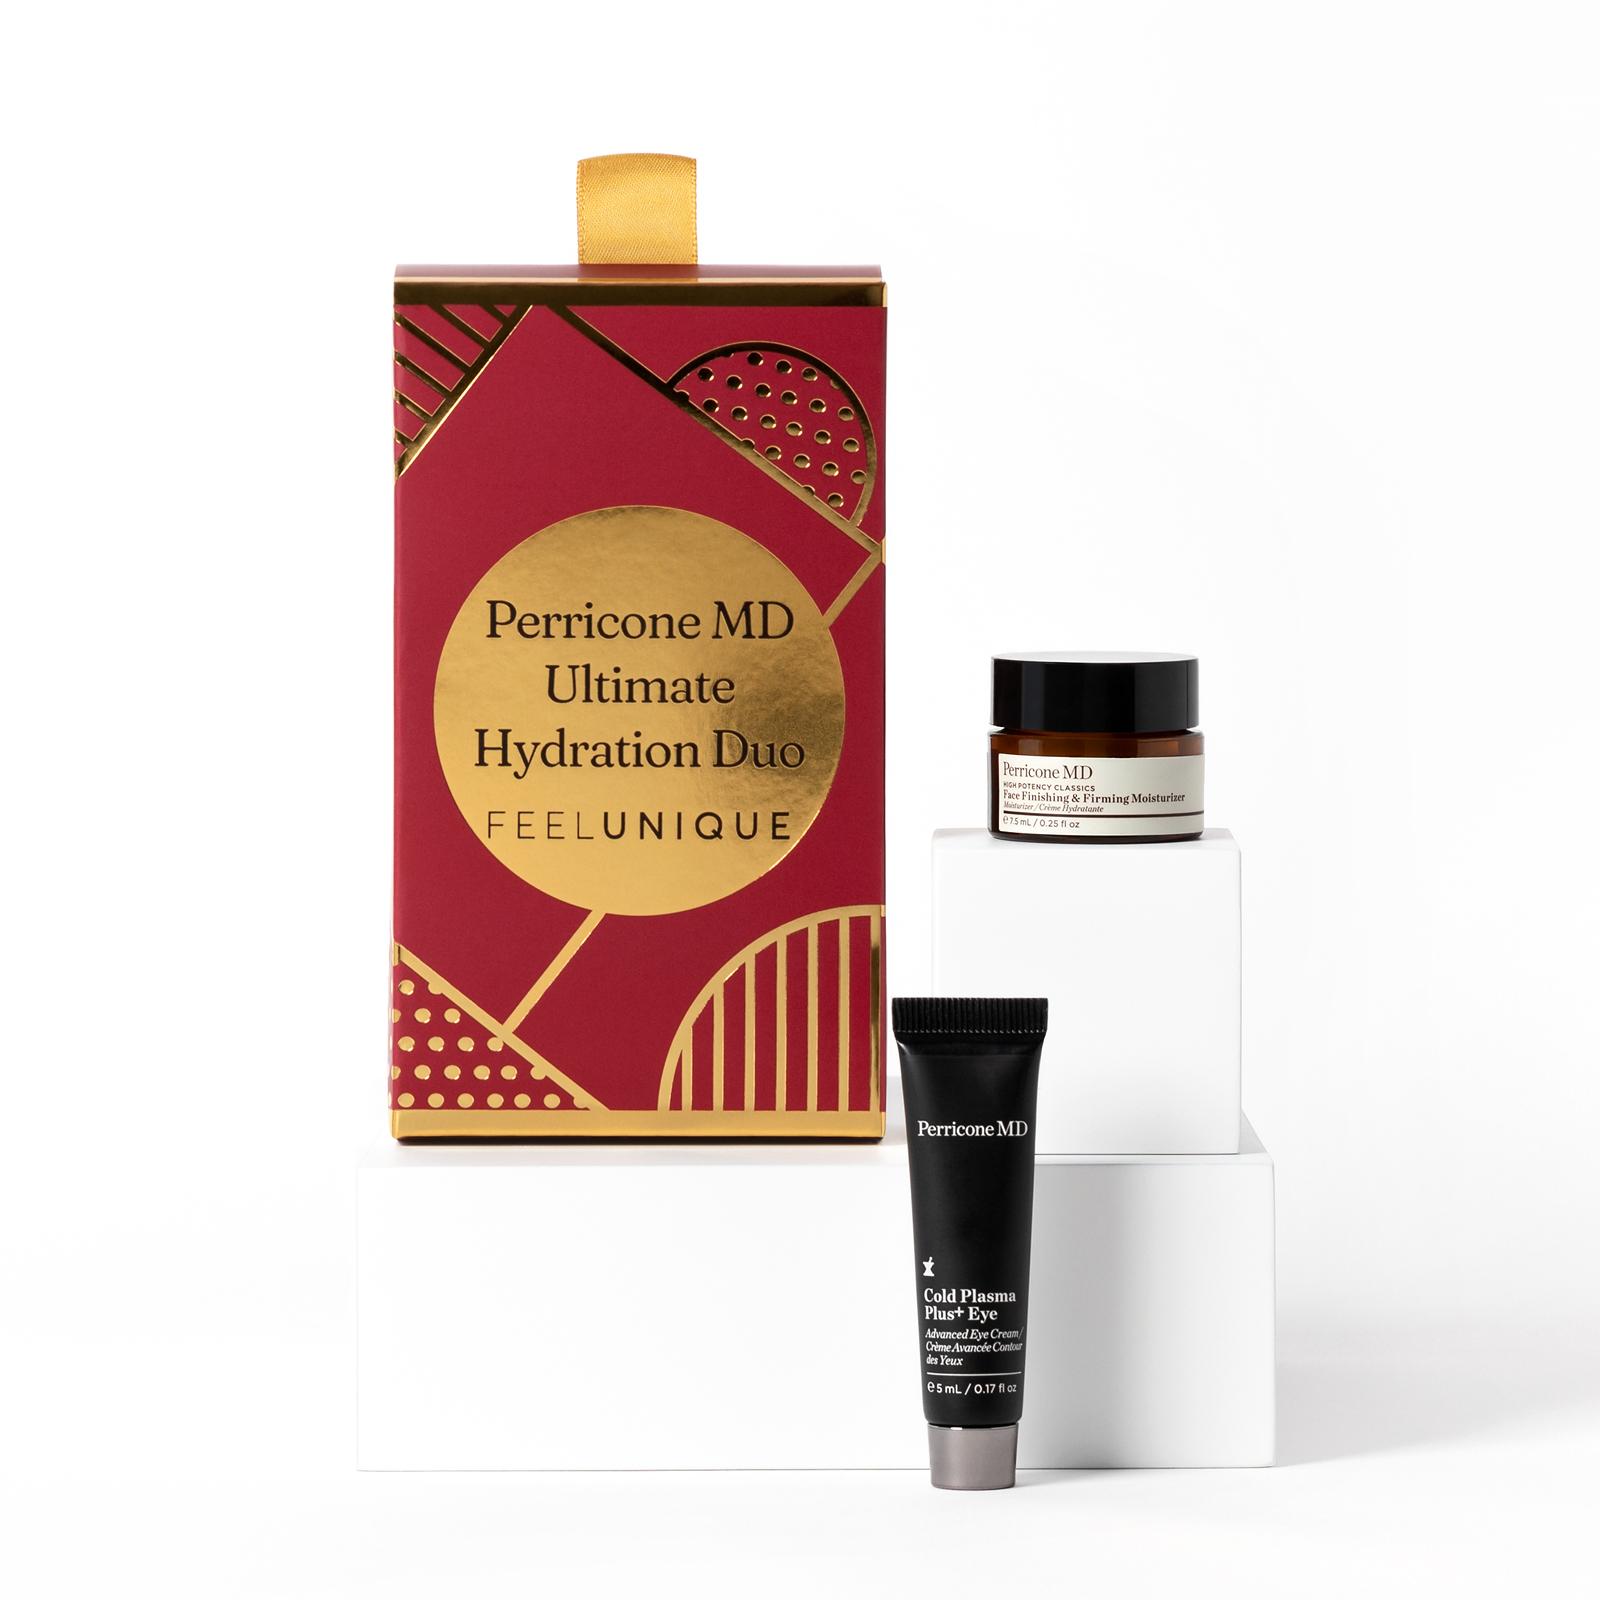 Perricone MD
Ultimate
Hydration Duo
FEELUNIQUE
Perricone MD
HIGH POTENCY CLASSICS
Face Finishing & Firming Moisturizer
Moisturizer / Crème Hydratante
℮ 7.5 mL / 0.25 fl oz
Perricone MD
Cold Plasma
Plus+ Eye
Advanced Eye Cream /
Crème Avancée Contour
des Yeux
℮ 5 mL / 0.17 fl oz